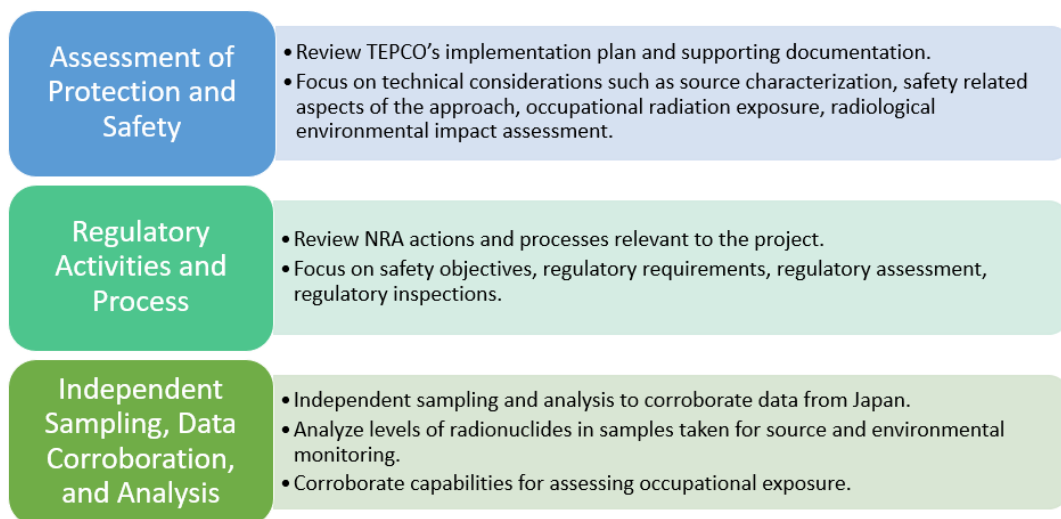 Assessment of
Protection and
Safety
• Review TEPCO's implementation plan and supporting documentation.
• Focus on technical considerations such as source characterization, safety related
aspects of the approach, occupational radiation exposure, radiological
environmental impact assessment.
Regulatory
Activities and
Process
• Review NRA actions and processes relevant to the project.
• Focus on safety objectives, regulatory requirements, regulatory assessment,
regulatory inspections.
Independent
Sampling, Data
Corroboration,
and Analysis
• Independent sampling and analysis to corroborate data from Japan.
• Analyze levels of radionuclides in samples taken for source and environmental
monitoring.
• Corroborate capabilities for assessing occupational exposure.